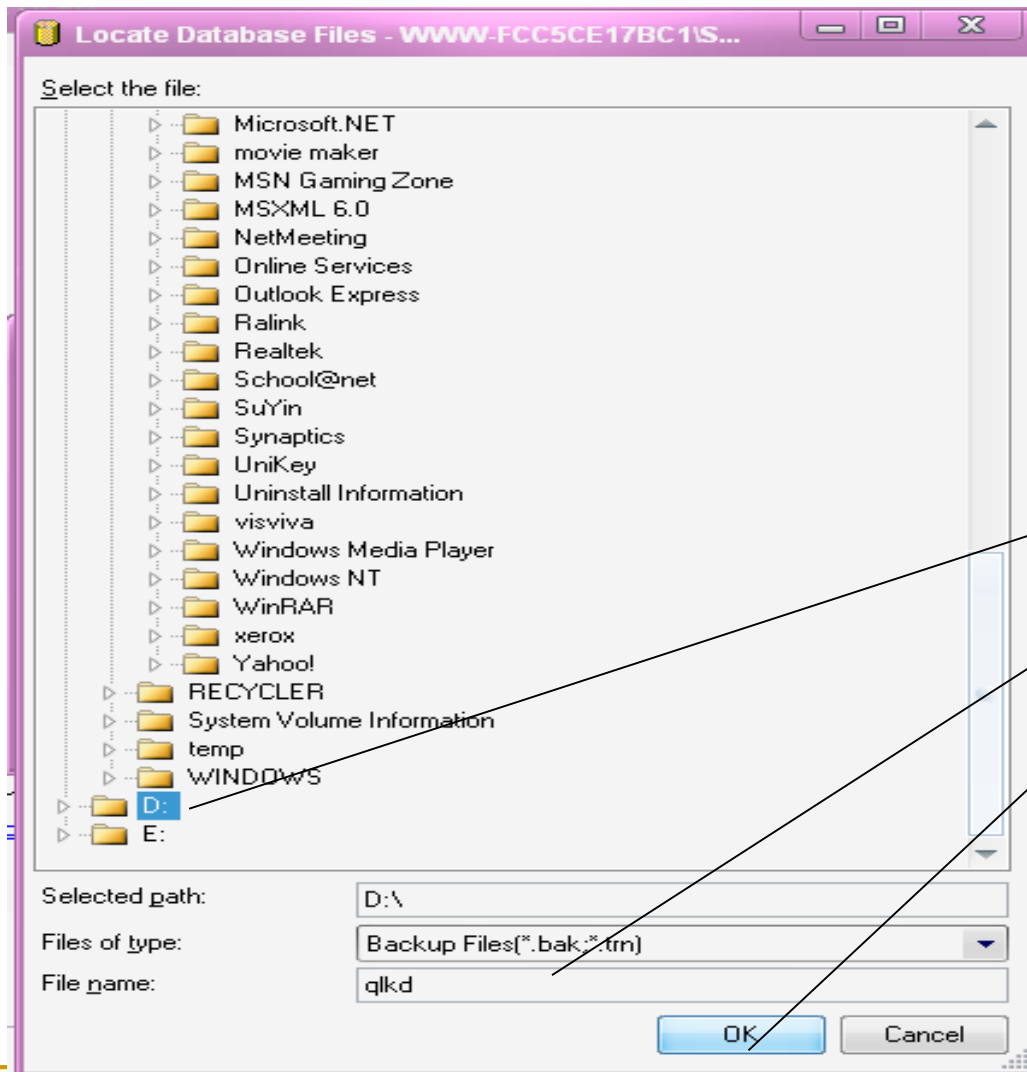 Locate Database Files - WWW-FCC5CE17BC1\S...
Select the file:
Microsoft.NET
movie maker
MSN Gaming Zone
MSXML 6.0
NetMeeting
Online Services
Outlook Express
Ralink
Realtek
School@net
SuYin
Synaptics
UniKey
Uninstall Information
visviva
Windows Media Player
Windows NT
WinRAR
xerox
Yahoo!
RECYCLER
System Volume Information
temp
WINDOWS
D:
E:
Selected path: D:\
Files of type: Backup Files(*.bak;*.trn)
File name: qlkd
OK Cancel